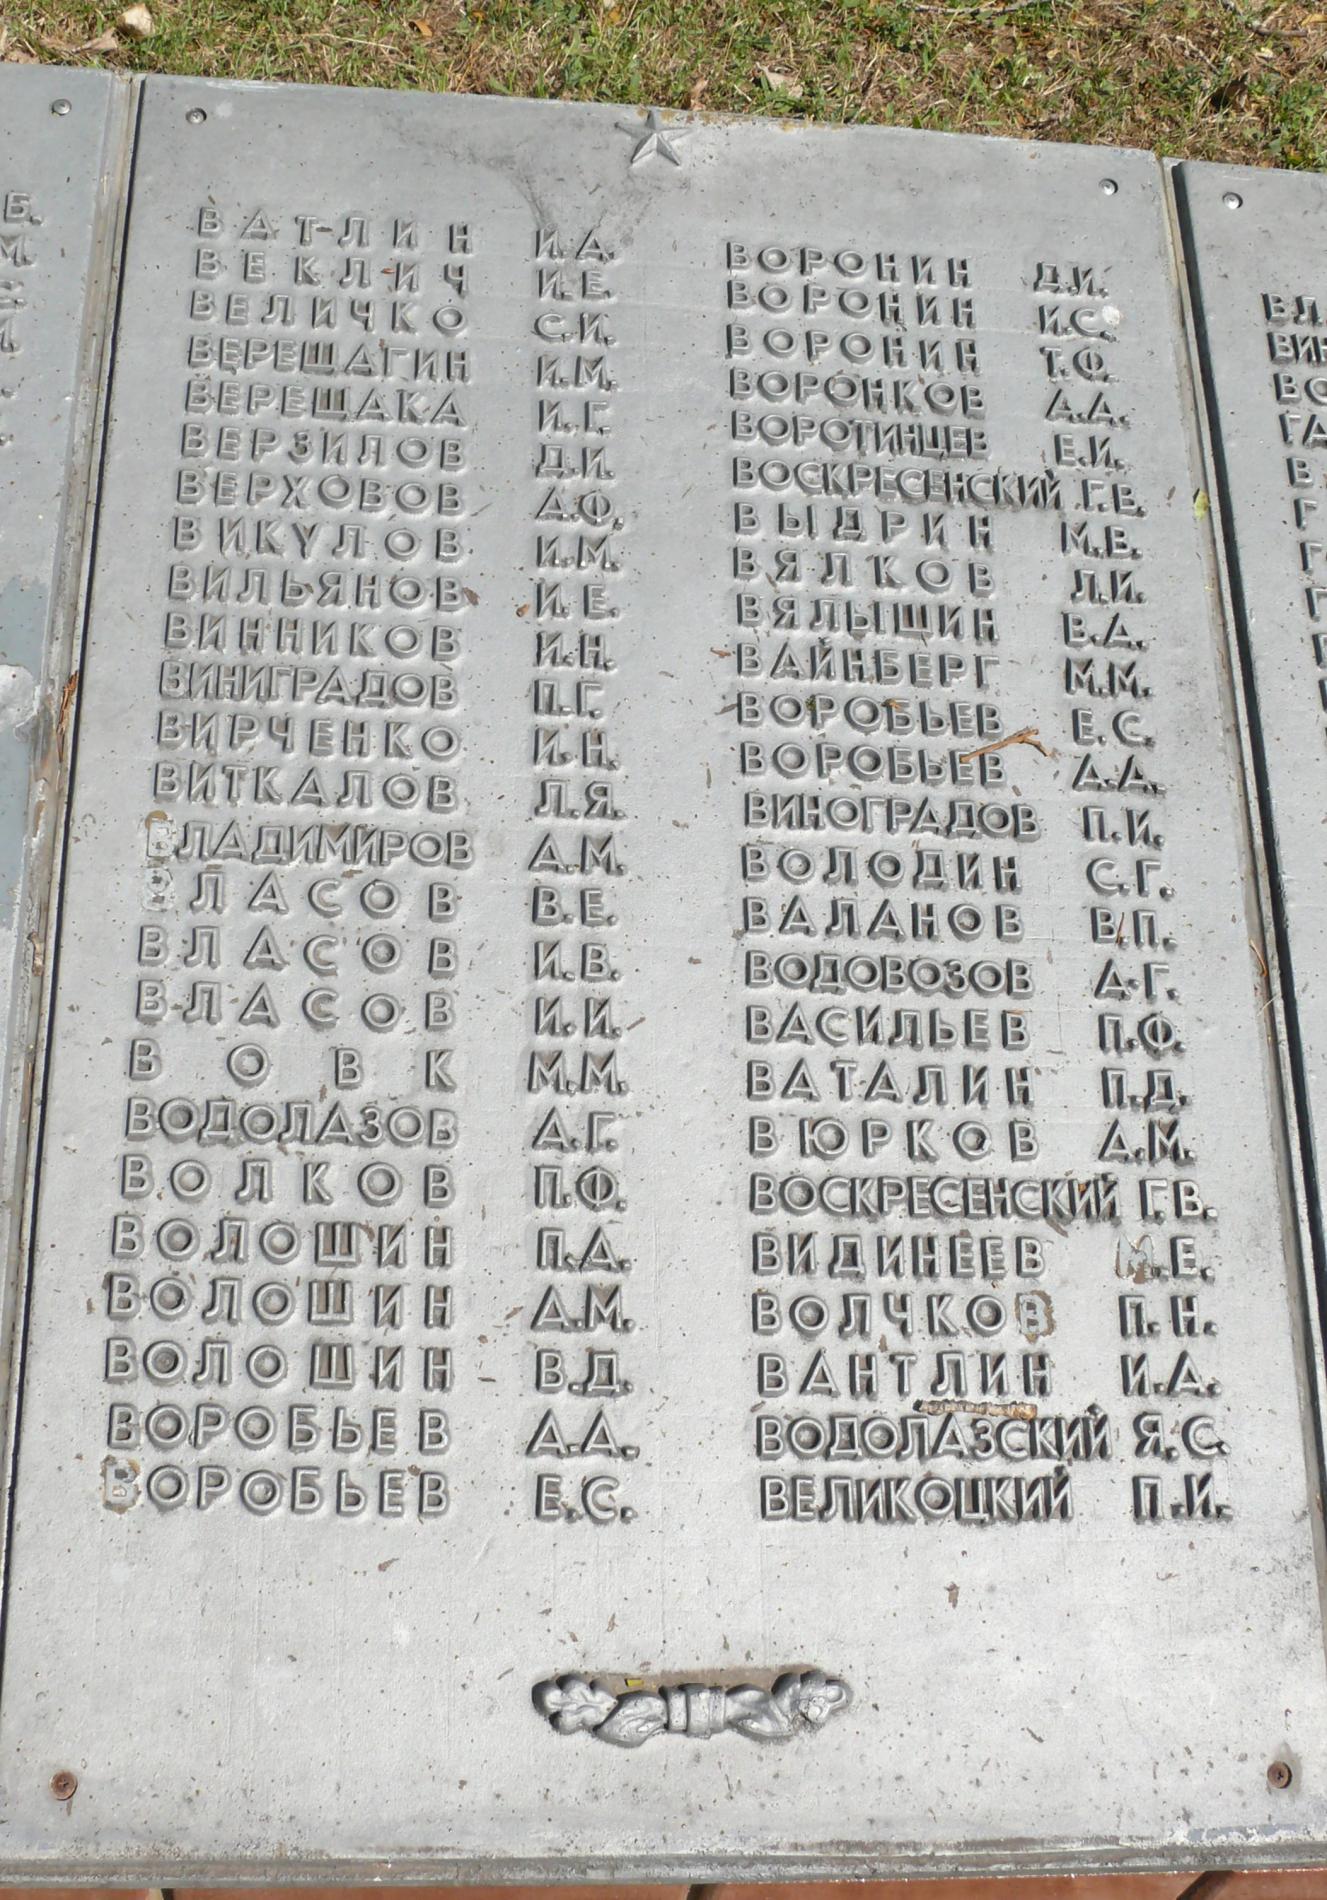 ВАТЛИН И.А.
ВЕКЛИЧ И.Е.
ВЕЛИЧКО С.И.
ВЕРЕЩАГИН И.М.
ВЕРЕЩАКА И.Г.
ВЕРЗИЛОВ Д.И.
ВЕРХОВОВ А.Ф.
ВИКУЛОВ И.М.
ВИЛЬЯНОВ И.Е.
ВИННИКОВ И.Н.
ВИНИГРАДОВ П.Г.
ВИРЧЕНКО И.Н.
ВИТКАЛОВ Л.Я.
ВЛАДИМИРОВ А.М.
ВЛАСОВ В.Е.
ВЛАСОВ И.В.
ВЛАСОВ И.И.
ВОВК М.М.
ВОДОЛАЗОВ А.Г.
ВОЛКОВ П.Ф.
ВОЛОШИН П.А.
ВОЛОШИН А.М.
ВОЛОШИН В.Д.
ВОРОБЬЕВ А.А.
ВОРОБЬЕВ Е.С.
ВОРОНИН Д.И.
ВОРОНИН И.С.
ВОРОНИН Т.Ф.
ВОРОНКОВ А.А.
ВОРОТИНЦЕВ Е.И.
ВОСКРЕСЕНСКИЙ Г.В.
ВЫДРИН М.В.
ВЯЛКОВ Л.И.
ВЯЛЫШИН В.А.
ВАЙНБЕРГ М.М.
ВОРОБЬЕВ Е.С.
ВОРОБЬЕВ А.А.
ВИНОГРАДОВ П.И.
ВОЛОДИН С.Г.
ВАЛАНОВ В.П.
ВОДОВОЗОВ А.Г.
ВАСИЛЬЕВ П.Ф.
ВАТАЛИН П.Д.
ВЮРКОВ А.М.
ВОСКРЕСЕНСКИЙ Г.В.
ВИДИНЕЕВ М.Е.
ВОЛЧКОВ П.Н.
ВАНТЛИН И.А.
ВОДОЛАЗСКИЙ Я.С.
ВЕЛИКОЦКИЙ П.И.